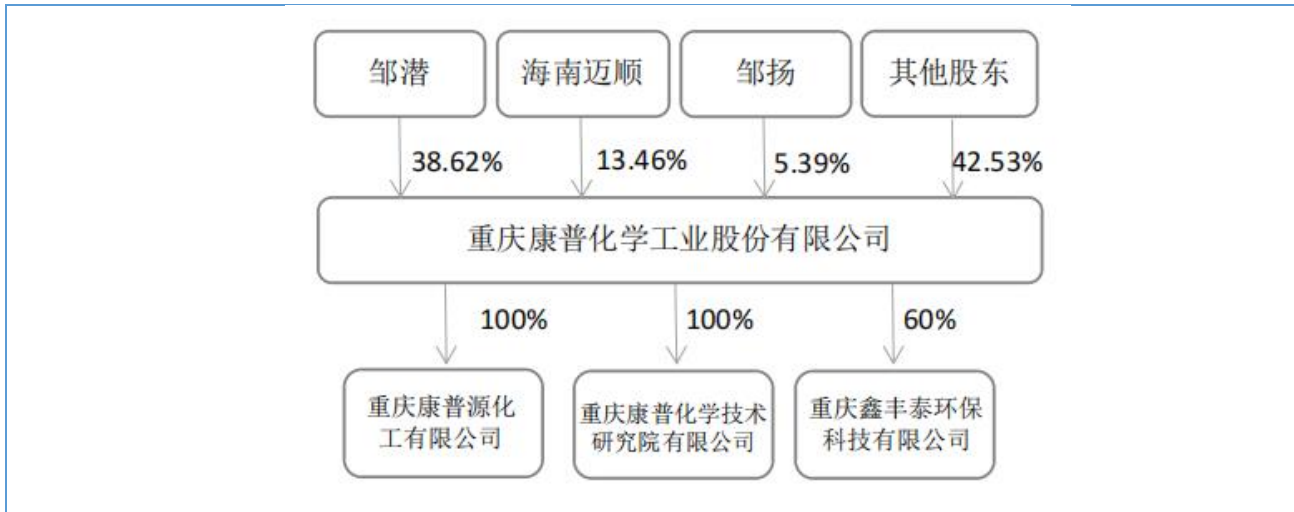 邹潜
海南迈顺
邹扬
其他股东
38.62%
13.46%
5.39%
42.53%
重庆康普化学工业股份有限公司
100%
100%
60%
重庆康普源化
工有限公司
重庆康普化学技术
研究院有限公司
重庆鑫丰泰环保
科技有限公司